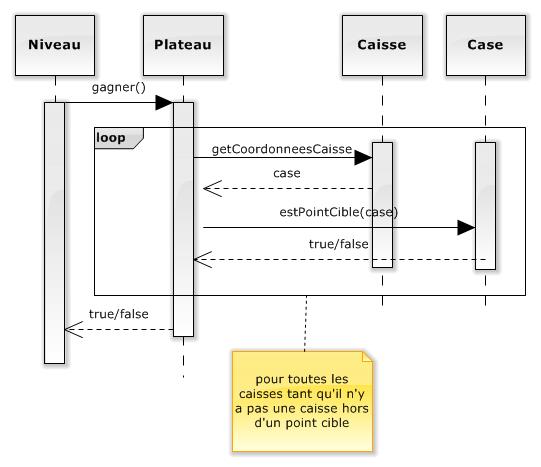 Niveau
Plateau
Caisse
Case
gagner()
loop
getCoordonneesCaisse
case
estPointCible(case)
true/false
true/false
pour toutes les
caisses tant qu'il n'y
a pas une caisse hors
d'un point cible